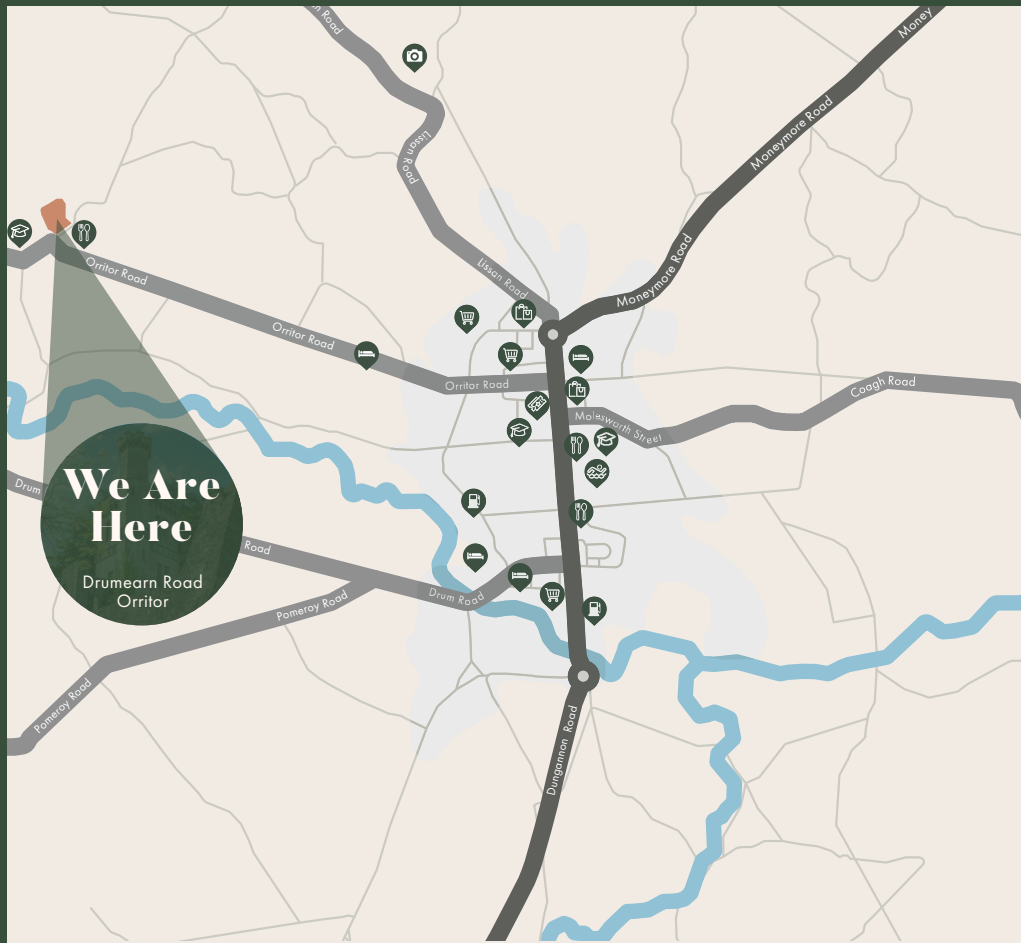 n Road
Money
Moneymore Road
Lissan Road
Moneymore Road
Orritor Road
Lissan Road
Orritor Road
Orritor Road
Coagh Road
Molesworth Street
We Are
Here
Drum
Road
Drumearn Road
Orritor
Drum Road
Pomeroy Road
Pomeroy Road
Dungannon Road